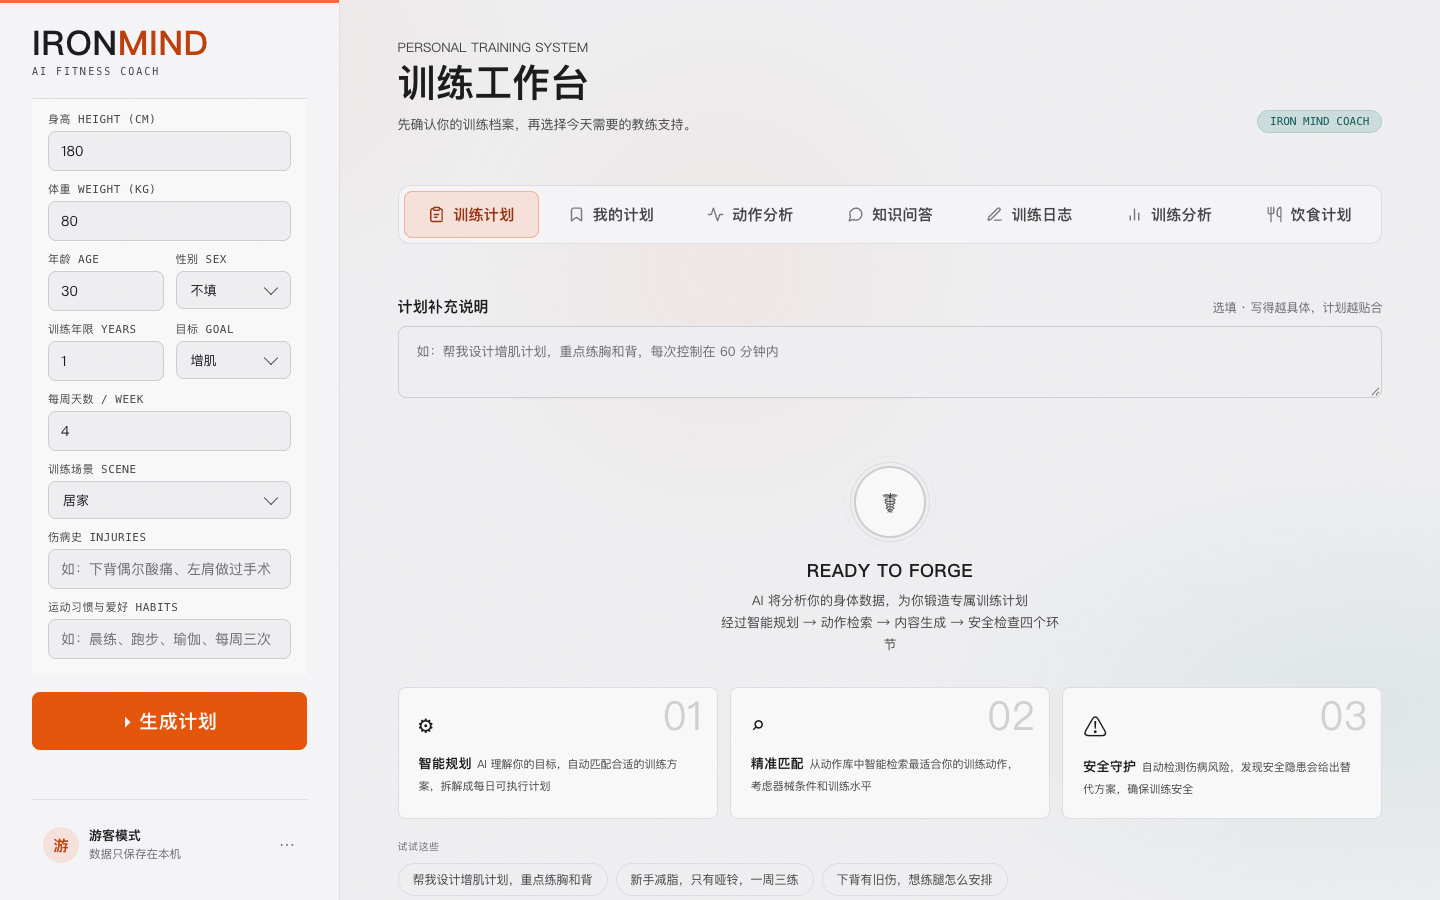 IRONMIND
AI FITNESS COACH
身高 HEIGHT (CM)
180
体重 WEIGHT (KG)
80
年龄 AGE
性别 SEX
30
不填
训练年限 YEARS
目标 GOAL
1
增肌
每周天数 / WEEK
4
训练场景 SCENE
居家
伤病史 INJURIES
如：下背偶尔酸痛、左肩做过手术
运动习惯与爱好 HABITS
如：晨练、跑步、瑜伽、每周三次
生成计划
游
游客模式
数据只保存在本机
...
PERSONAL TRAINING SYSTEM
训练工作台
先确认你的训练档案，再选择今天需要的教练支持。
IRON MIND COACH
训练计划
我的计划
动作分析
知识问答
训练日志
训练分析
饮食计划
计划补充说明
选填 · 写得越具体，计划越贴合
如：帮我设计增肌计划，重点练胸和背，每次控制在 60 分钟内
READY TO FORGE
AI 将分析你的身体数据，为你锻造专属训练计划
经过智能规划 → 动作检索 → 内容生成 → 安全检查四个环
节
01
智能规划 AI 理解你的目标，自动匹配合适的训练方
案，拆解成每日可执行计划
02
精准匹配 从动作库中智能检索最适合你的训练动作，
考虑器械条件和训练水平
03
安全守护 自动检测伤病风险，发现安全隐患会给出替
代方案，确保训练安全
试试这些
帮我设计增肌计划，重点练胸和背
新手减脂，只有哑铃，一周三练
下背有旧伤，想练腿怎么安排